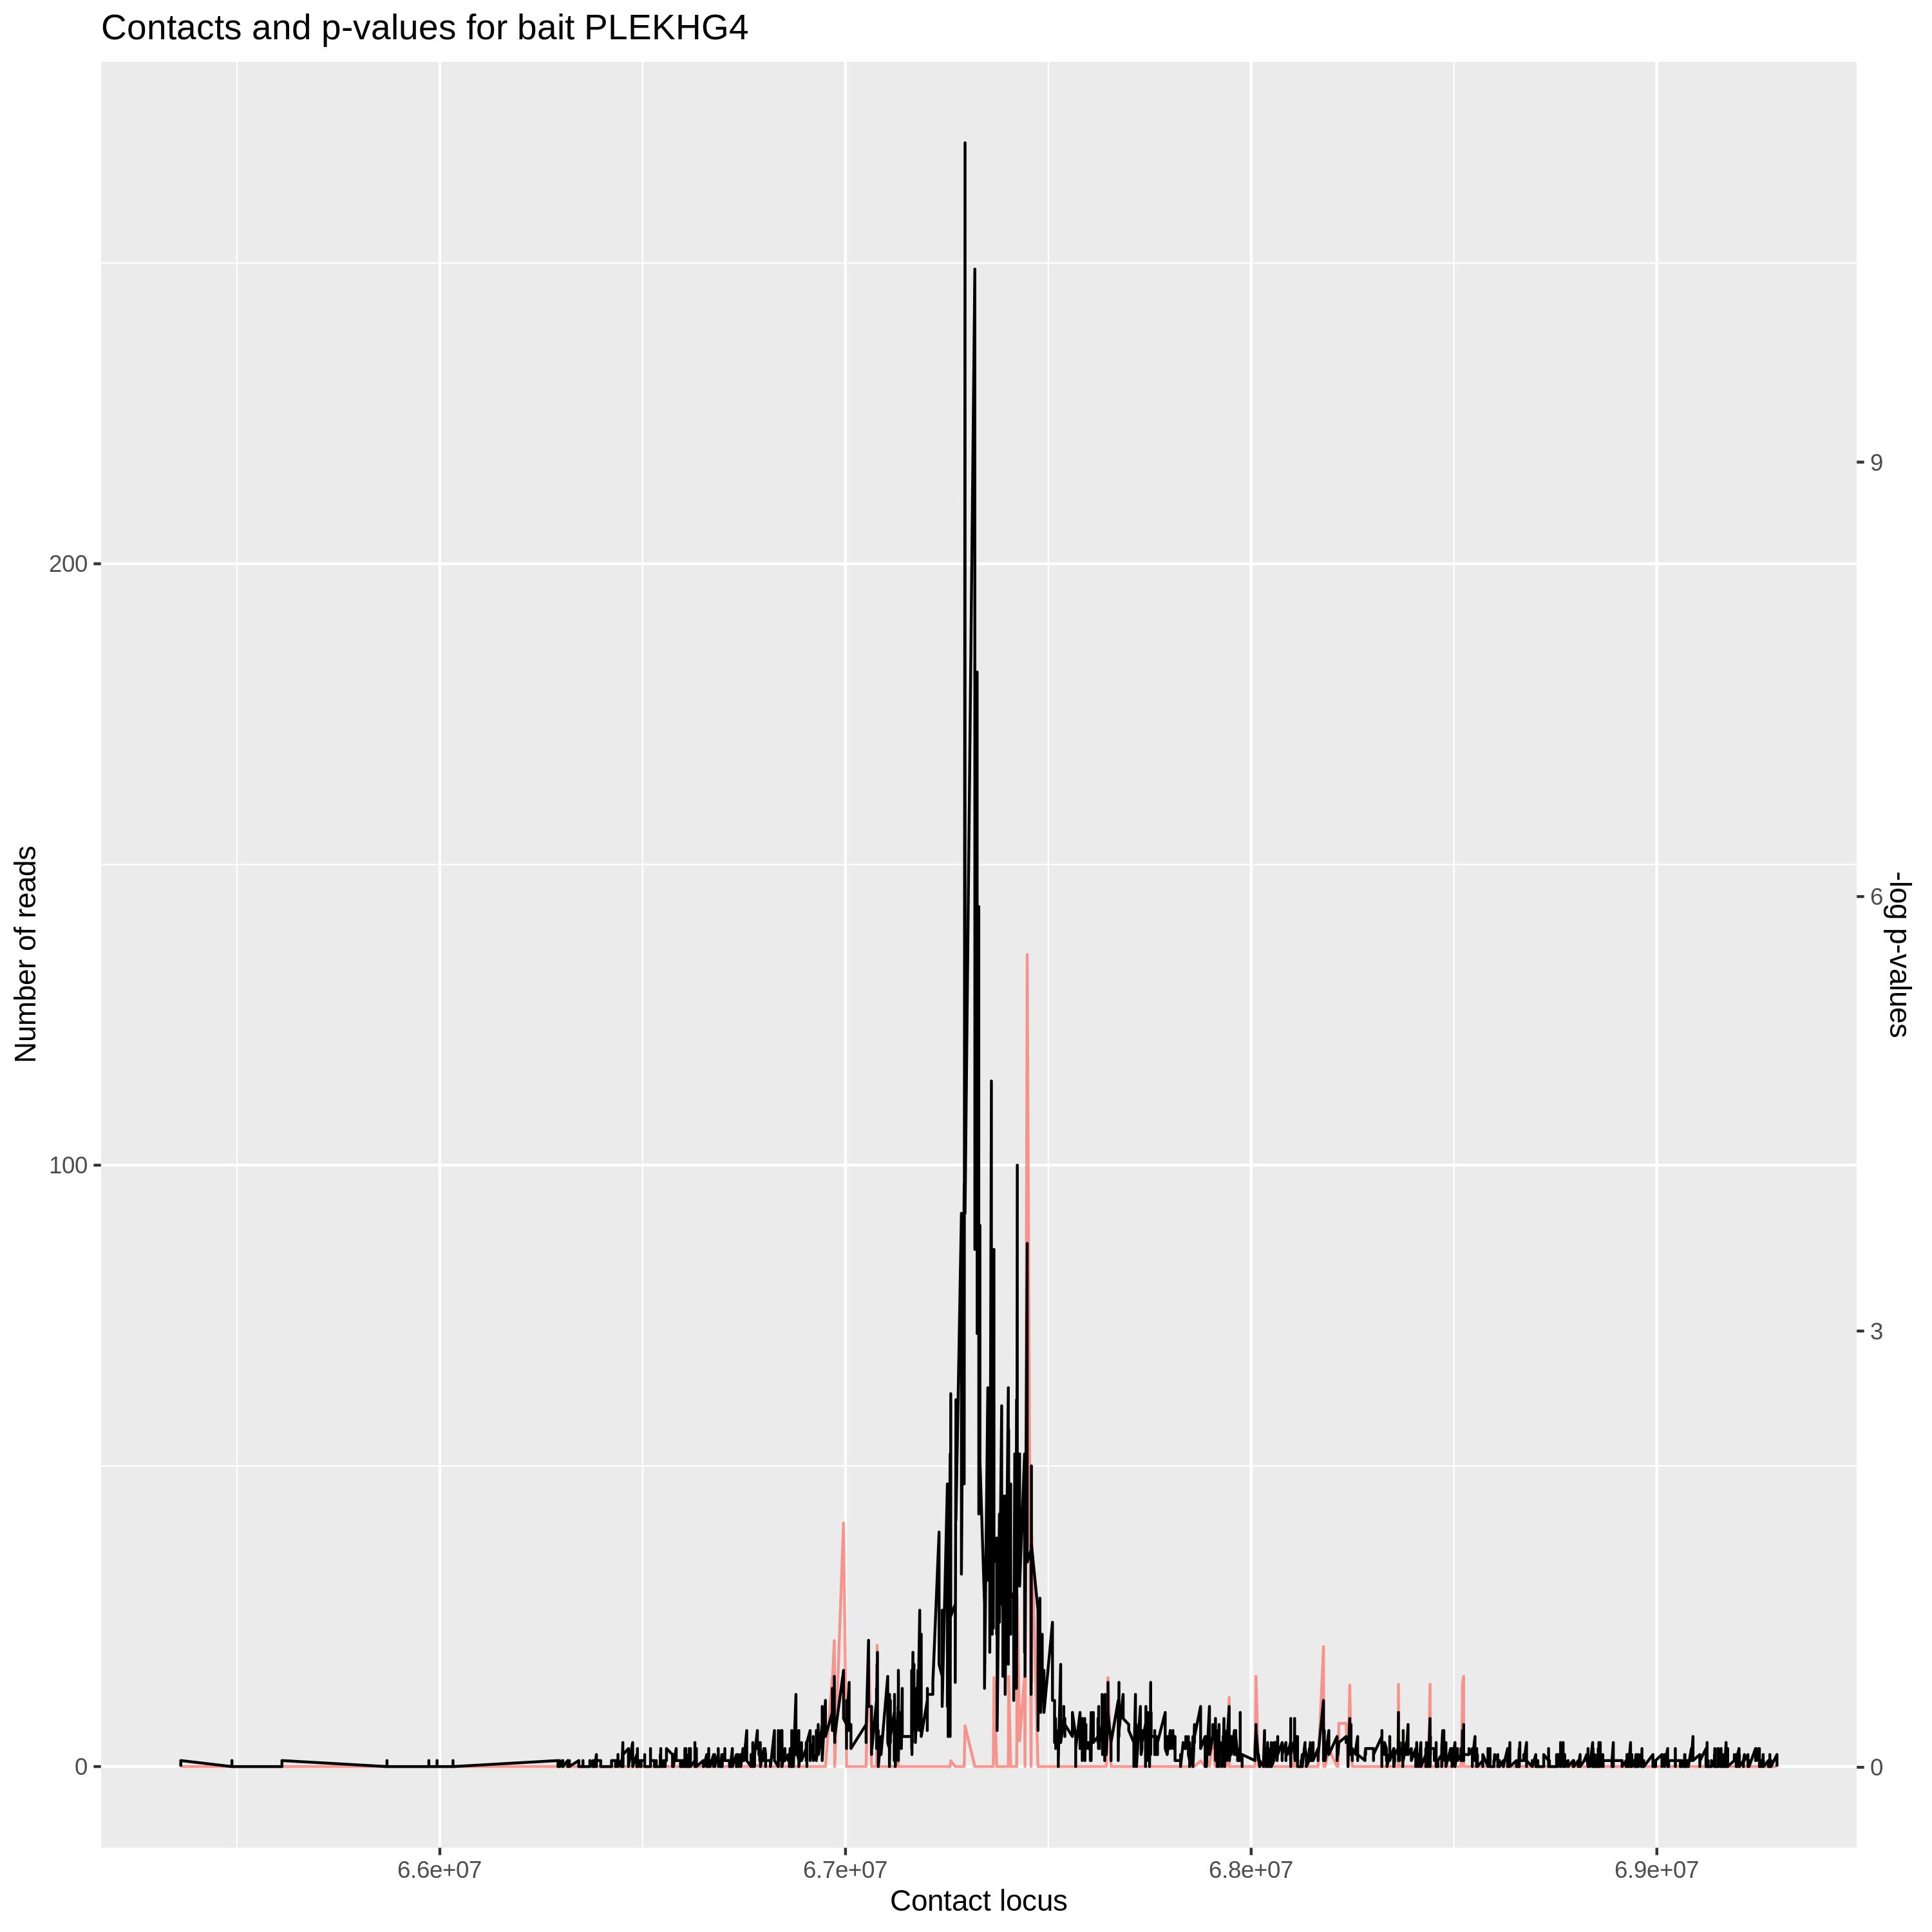 Contacts and p-values for bait PLEKHG4
Number of reads
200
100
0
9
6
3
0
-log p-values
6.6e+07
6.7e+07
6.8e+07
6.9e+07
Contact locus